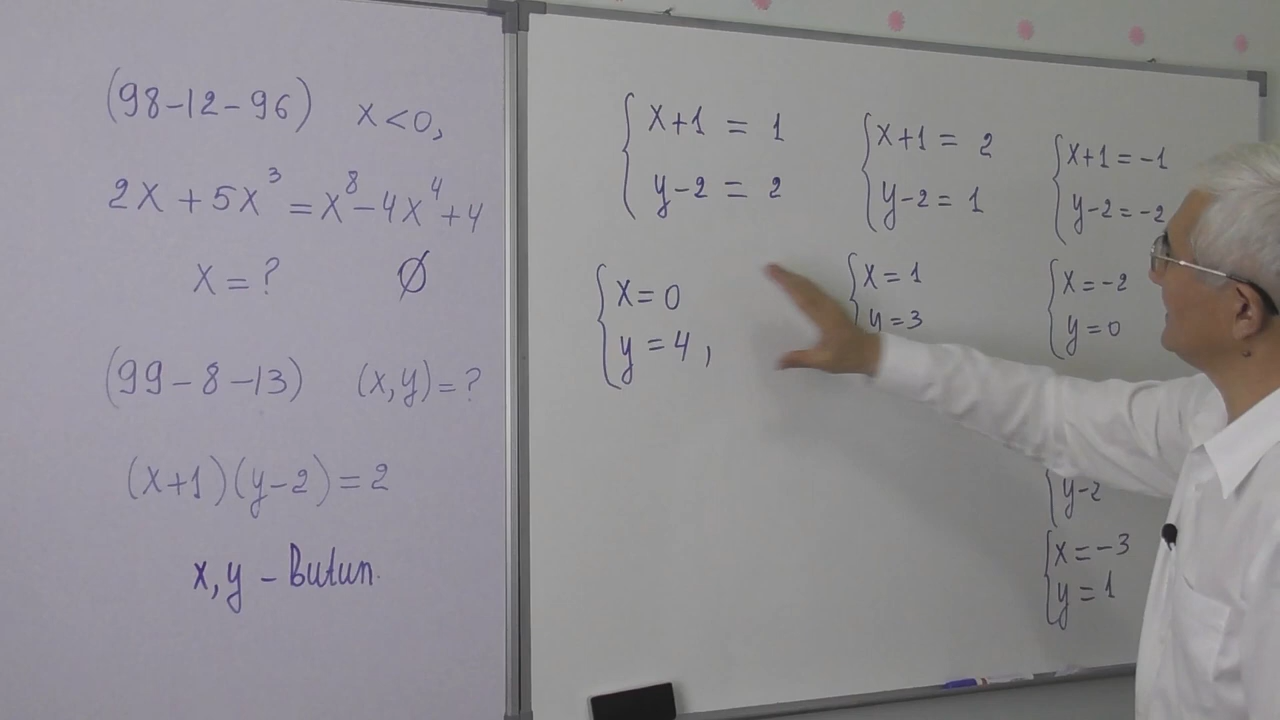 (98-12-96) x<0,
2x + 5x³ = x⁸ - 4x⁴ + 4
x = ? ∅
(99-8-13) (x,y) = ?
(x+1)(y-2) = 2
x, y - Butun.
x+1 = 1
y-2 = 2
x = 0
y = 4,
x+1 = 2
y-2 = 1
x = 1
y = 3
x+1 = -1
y-2 = -2
x = -2
y = 0
y-2
x = -3
y = 1